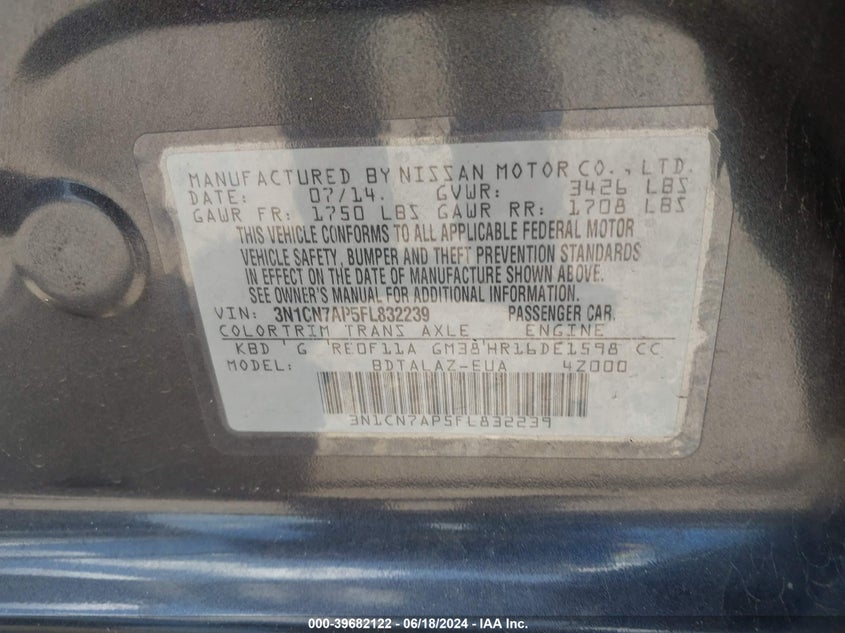 MANUFACTURED BY NISSAN MOTOR CO., LTD.
DATE: 07/14. GVWR: 3426 LBS
GAWR FR: 1750 LBS GAWR RR: 1708 LBS
THIS VEHICLE CONFORMS TO ALL APPLICABLE FEDERAL MOTOR
VEHICLE SAFETY, BUMPER AND THEFT PREVENTION STANDARDS
IN EFFECT ON THE DATE OF MANUFACTURE SHOWN ABOVE.
SEE OWNER'S MANUAL FOR ADDITIONAL INFORMATION.
VIN: 3N1CN7AP5FL832239 PASSENGER CAR.
COLOR TRIM TRANS AXLE ENGINE
KBD G RE0F11A GM38 HR16DE1598 CC
MODEL: BDTALAZ-EUA 4Z000
3N1CN7AP5FL832239
000-39682122 - 06/18/2024 - IAA Inc.